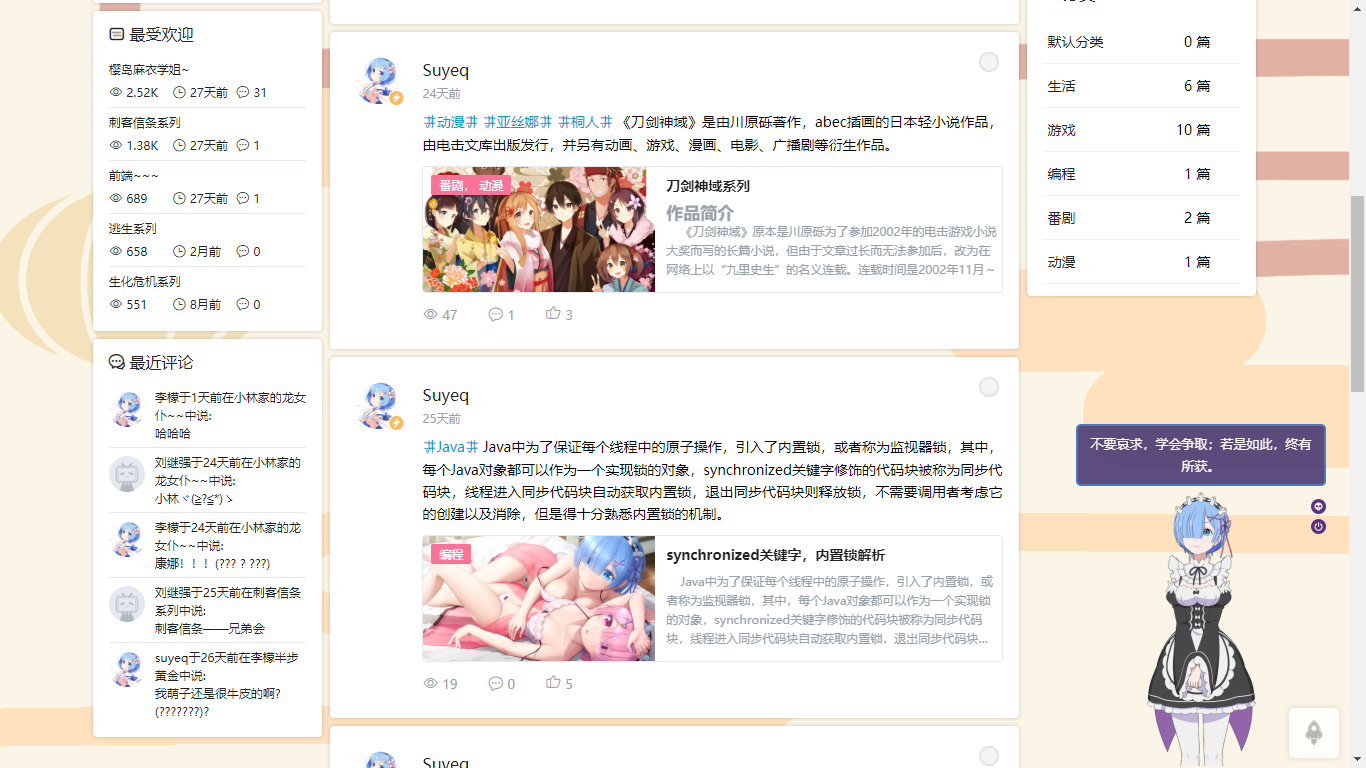 最受欢迎
樱岛麻衣学姐~
2.52K 27天前 31
刺客信条系列
1.38K 27天前 1
前端~~~
689 27天前 1
逃生系列
658 2月前 0
生化危机系列
551 8月前 0
最近评论
李檬于1天前在小林家的龙女
仆~~中说:
哈哈哈
刘继强于24天前在小林家的
龙女仆~~中说:
小林ヾ(≧?≦*)ゝ
李檬于24天前在小林家的龙
女仆~~中说:
康娜！！！(??? ? ???)
刘继强于25天前在刺客信条
系列中说:
刺客信条——兄弟会
suyeq于26天前在李檬半步
黄金中说:
我萌子还是很牛皮的啊?
(???????)?
Suyeq
24天前
#动漫# #亚丝娜# #桐人# 《刀剑神域》是由川原砾著作，abec插画的日本轻小说作品，
由电击文库出版发行，并另有动画、游戏、漫画、电影、广播剧等衍生作品。
番剧， 动漫
刀剑神域系列
作品简介
《刀剑神域》原本是川原砾为了参加2002年的电击游戏小说
大奖而写的长篇小说，但由于文章过长而无法参加后，改为在
网络上以“九里史生”的名义连载。连载时间是2002年11月～
47 1 3
Suyeq
25天前
#Java# Java中为了保证每个线程中的原子操作，引入了内置锁，或者称为监视器锁，其中，
每个Java对象都可以作为一个实现锁的对象，synchronized关键字修饰的代码块被称为同步代
码块，线程进入同步代码块自动获取内置锁，退出同步代码块则释放锁，不需要调用者考虑它
的创建以及消除，但是得十分熟悉内置锁的机制。
编程
synchronized关键字，内置锁解析
Java中为了保证每个线程中的原子操作，引入了内置锁，或
者称为监视器锁，其中，每个Java对象都可以作为一个实现锁
的对象，synchronized关键字修饰的代码块被称为同步代码
块，线程进入同步代码块自动获取内置锁，退出同步代码块...
19 0 5
Suyeq
默认分类 0 篇
生活 6 篇
游戏 10 篇
编程 1 篇
番剧 2 篇
动漫 1 篇
不要哀求，学会争取；若是如此，终有
所获。